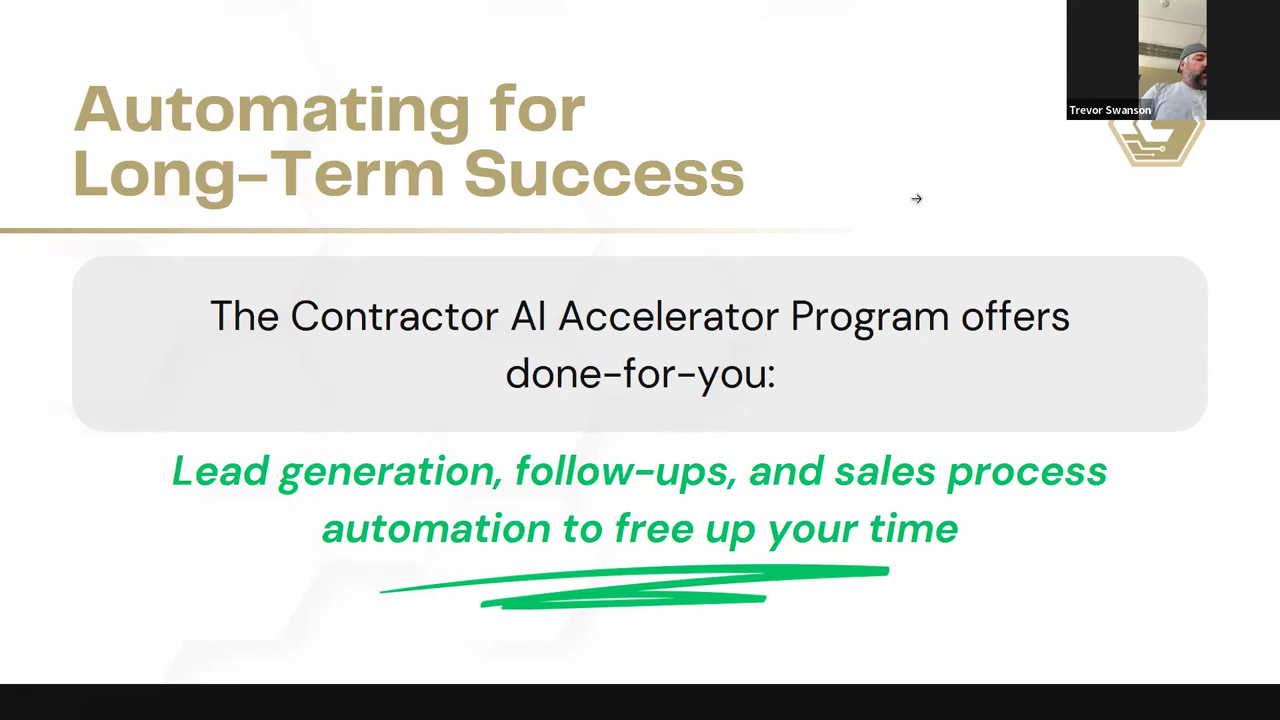 Automating for
Long-Term Success
Trevor Swanson
The Contractor AI Accelerator Program offers
done-for-you:
Lead generation, follow-ups, and sales process
automation to free up your time